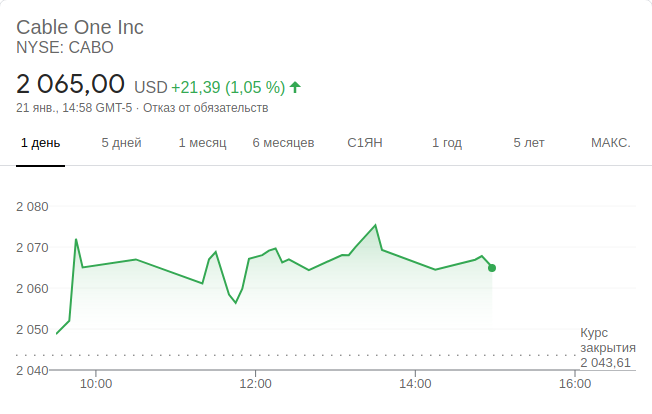 Cable One Inc
NYSE: CABO
2 065,00 USD +21,39 (1,05 %)
21 янв., 14:58 GMT-5 · Отказ от обязательств
1 день 5 дней 1 месяц 6 месяцев С1ЯН 1 год 5 лет МАКС.
2 080
2 070
2 060
2 050
Курс
закрытия
2 043,61
2 040
10:00 12:00 14:00 16:00